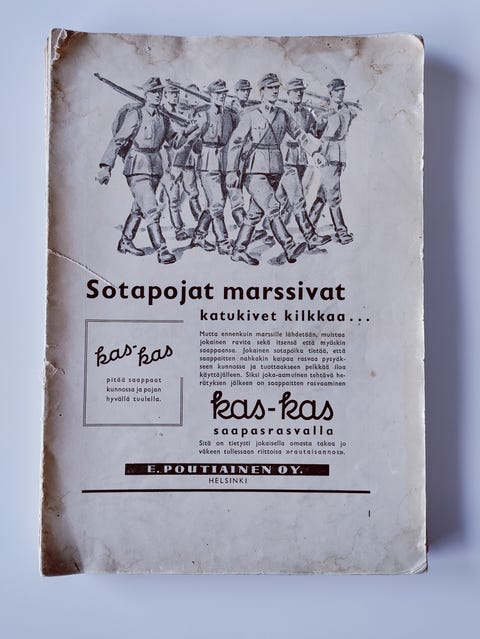 Sotapojat marssivat
katukivet kilkkaa...
kas-kas
pitää saappaat
kunnossa ja pojan
hyvällä tuulella.
Mutta ennenkuin marssille lähdetään, muistaa
jokainen ravita sekä itsensä että myöskin
saappaansa. Jokainen sotapoika tietää, että
saappaitten nahkakin kaipaa rasvaa pysyäk-
seen kunnossa ja tuottaakseen pelkkää iloa
käyttäjälleen. Siksi joka-aamuinen tehtävä he-
rätyksen jälkeen on saappaitten rasvaaminen
kas-kas
saapasrasvalla
Sitä on tietysti jokaisella omasta takaa jo
väkeen tullessaan riittoisa »rautaisannos».
E. POUTIAINEN OY.
HELSINKI